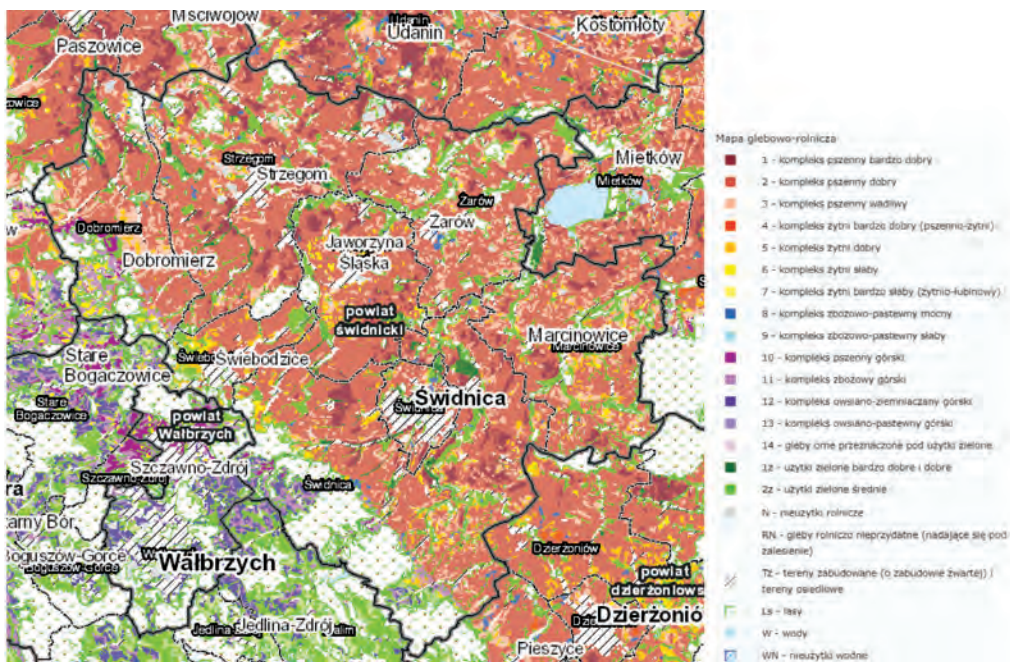 Mściwojów
Udanin
Udanin
Kostomłoty
Paszowice
Strzegom
Strzegom
Mietków
Mietków
Żarów
Żarów
Dobromierz
Dobromierz
Jaworzyna
Śląska
powiat
świdnicki
Marcinowice
Marcinowice
Świebodzice
Stare
Bogaczowice
Stare
Bogaczowice
Świdnica
Świdnica
powiat
Wałbrzych
Szczawno-Zdrój
Szczawno-Zdrój
Świdnica
Boguszów-Gorce
Boguszów-Gorce
Wałbrzych
Dzierżoniów
powiat
dzierżoniows
Dzierżonió
Jedlina-Zdrój
Pieszyce
Mapa glebowo-rolnicza
1 - kompleks pszenny bardzo dobry
2 - kompleks pszenny dobry
3 - kompleks pszenny wadliwy
4 - kompleks żytni bardzo dobry (pszenno-żytni)
5 - kompleks żytni dobry
6 - kompleks żytni słaby
7 - kompleks żytni bardzo słaby (żytnio-łubinowy)
8 - kompleks zbożowo-pastewny mocny
9 - kompleks zbożowo-pastewny słaby
10 - kompleks pszenny górski
11 - kompleks zbożowy górski
12 - kompleks owsiano-ziemniaczany górski
13 - kompleks owsiano-pastewny górski
14 - gleby orne przeznaczone pod użytki zielone
1z - użytki zielone bardzo dobre i dobre
2z - użytki zielone średnie
N - nieużytki rolnicze
RN - gleby rolniczo nieprzydatne (nadające się pod
zalesienie)
Tz - tereny zabudowane (o zabudowie zwartej) i
tereny osiedlowe
Ls - lasy
W - wody
WN - nieużytki wodne